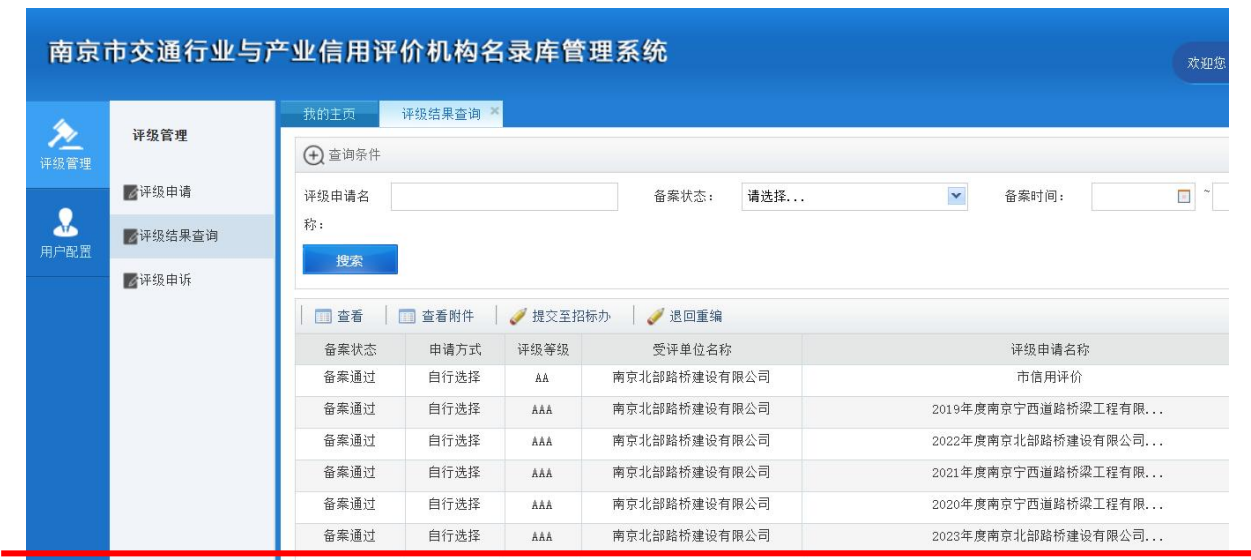 南京市交通行业与产业信用评价机构名录库管理系统
欢迎您
评级管理
用户配置
评级管理
评级申请
评级结果查询
评级申诉
我的主页 评级结果查询
查询条件
评级申请名称： 备案状态： 请选择... 备案时间： ~
搜索
查看 查看附件 提交至招标办 退回重编
备案状态 申请方式 评级等级 受评单位名称 评级申请名称
备案通过 自行选择 AA 南京北部路桥建设有限公司 市信用评价
备案通过 自行选择 AAA 南京北部路桥建设有限公司 2019年度南京宁西道路桥梁工程有限...
备案通过 自行选择 AAA 南京北部路桥建设有限公司 2022年度南京北部路桥建设有限公司...
备案通过 自行选择 AAA 南京北部路桥建设有限公司 2021年度南京宁西道路桥梁工程有限...
备案通过 自行选择 AAA 南京北部路桥建设有限公司 2020年度南京宁西道路桥梁工程有限...
备案通过 自行选择 AAA 南京北部路桥建设有限公司 2023年度南京北部路桥建设有限公司...